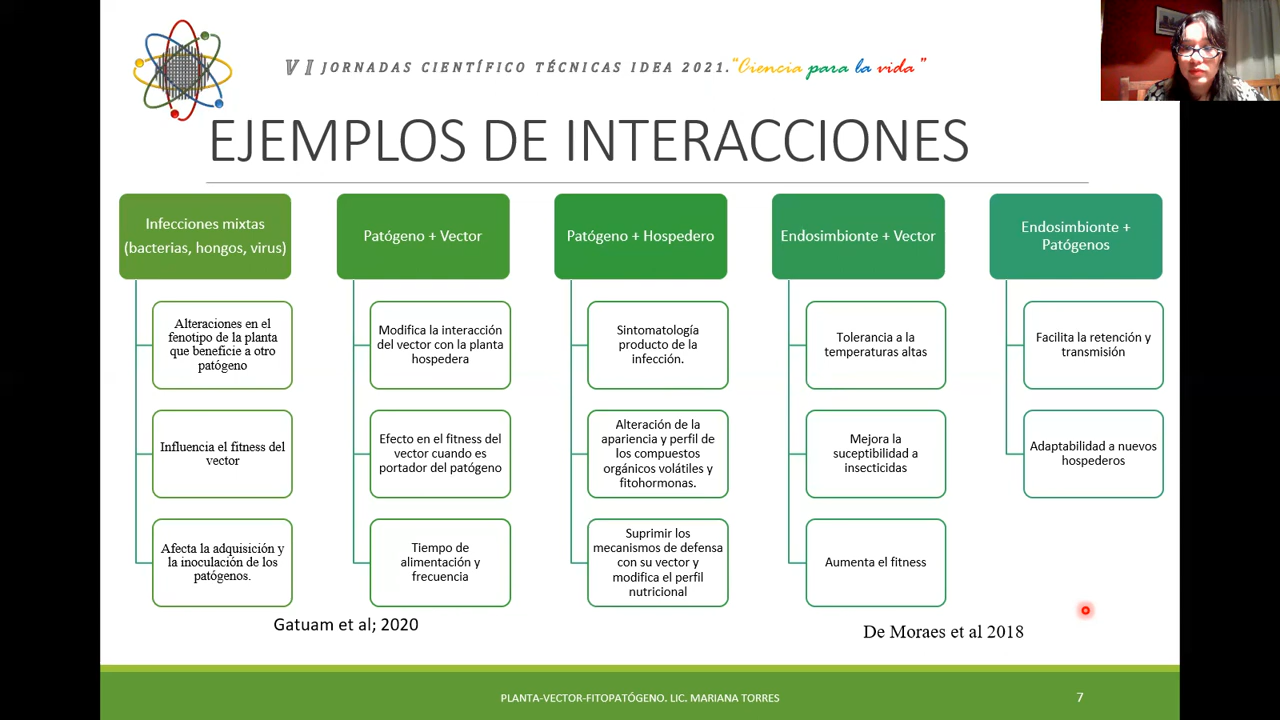 VI JORNADAS CIENTÍFICO TÉCNICAS IDEA 2021. “Ciencia para la vida”
EJEMPLOS DE INTERACCIONES
Infecciones mixtas
(bacterias, hongos, virus)
Alteraciones en el
fenotipo de la planta
que beneficie a otro
patógeno
Influencia el fitness del
vector
Afecta la adquisición y
la inoculación de los
patógenos.
Patógeno + Vector
Modifica la interacción
del vector con la planta
hospedera
Efecto en el fitness del
vector cuando es
portador del patógeno
Tiempo de
alimentación y
frecuencia
Patógeno + Hospedero
Sintomatología
producto de la
infección.
Alteración de la
apariencia y perfil de
los compuestos
orgánicos volátiles y
fitohormonas.
Suprimir los
mecanismos de defensa
con su vector y
modifica el perfil
nutricional
Endosimbionte + Vector
Tolerancia a la
temperaturas altas
Mejora la
suceptibilidad a
insecticidas
Aumenta el fitness
Endosimbionte +
Patógenos
Facilita la retención y
transmisión
Adaptabilidad a nuevos
hospederos
Gatuam et al; 2020
De Moraes et al 2018
PLANTA-VECTOR-FITOPATÓGENO. LIC. MARIANA TORRES
7